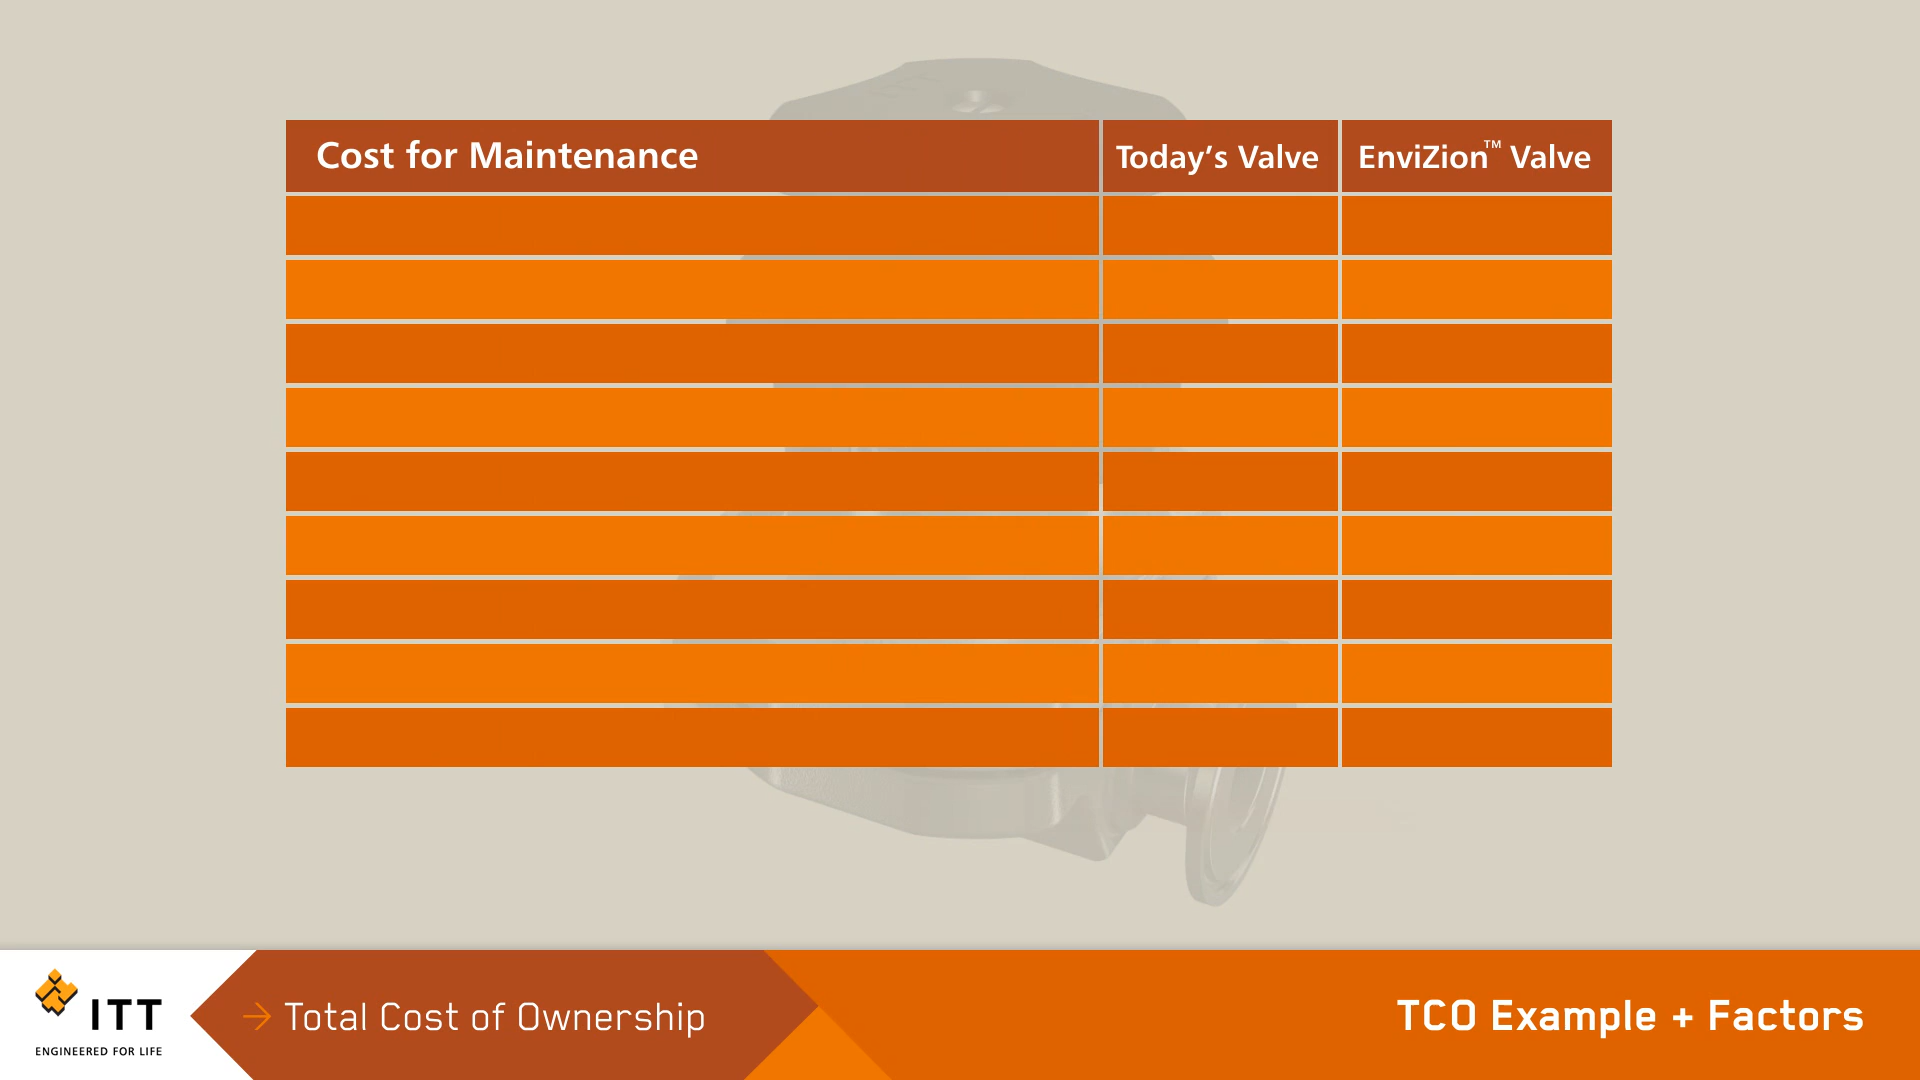 Cost for Maintenance
Today's Valve
EnviZion™ Valve
ITT
ENGINEERED FOR LIFE
→ Total Cost of Ownership
TCO Example + Factors